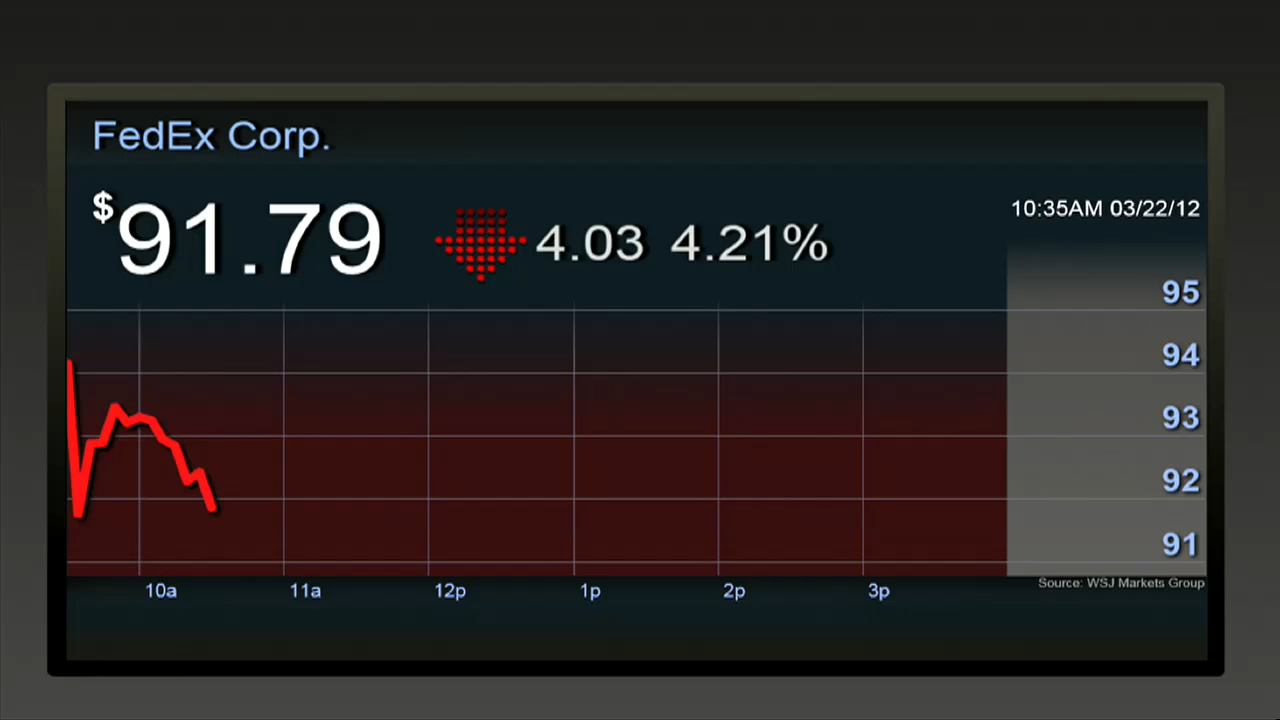 FedEx Corp.
$91.79 4.03 4.21%
10:35AM 03/22/12
95
94
93
92
91
10a 11a 12p 1p 2p 3p
Source: WSJ Markets Group